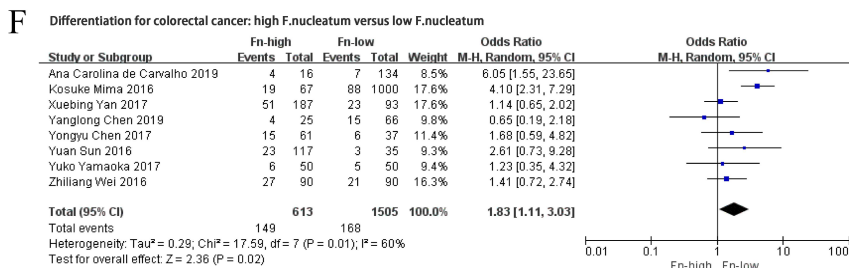 F Differentiation for colorectal cancer: high F.nucleatum versus low F.nucleatum
Fn-high Fn-low Odds Ratio Odds Ratio
Study or Subgroup Events Total Events Total Weight M-H, Random, 95% CI M-H, Random, 95% CI
Ana Carolina de Carvalho 2019 4 16 7 134 8.5% 6.05 [1.55, 23.65]
Kosuke Mima 2016 19 67 88 1000 17.6% 4.10 [2.31, 7.29]
Xuebing Yan 2017 51 187 23 93 17.9% 1.14 [0.65, 2.02]
Yanglong Chen 2019 4 25 15 66 9.8% 0.65 [0.19, 2.18]
Yongyu Chen 2017 15 61 6 37 11.4% 1.68 [0.59, 4.82]
Yuan Sun 2016 23 117 3 35 9.3% 2.61 [0.73, 9.28]
Yuko Yamaoka 2017 6 50 5 50 9.4% 1.23 [0.35, 4.32]
Zhiliang Wei 2016 27 90 21 90 16.3% 1.41 [0.72, 2.74]
Total (95% CI) 613 1505 100.0% 1.83 [1.11, 3.03]
Total events 149 168
Heterogeneity: Tau² = 0.29; Chi² = 17.59, df = 7 (P = 0.01); I² = 60%
Test for overall effect: Z = 2.36 (P = 0.02)
0.01 0.1 1 10 100
Fn-high Fn-low